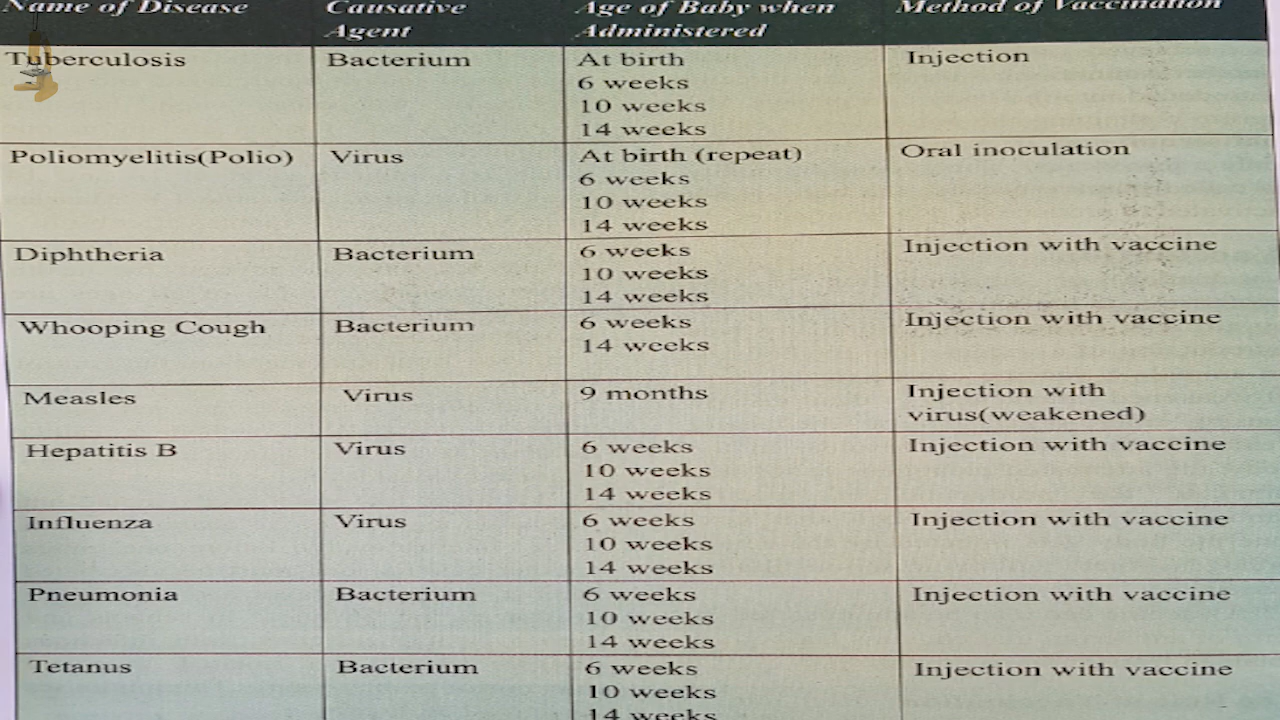 Name of Disease Causative Agent Age of Baby when Administered Method of Vaccination
Tuberculosis Bacterium At birth Injection
6 weeks
10 weeks
14 weeks
Poliomyelitis(Polio) Virus At birth (repeat) Oral inoculation
6 weeks
10 weeks
14 weeks
Diphtheria Bacterium 6 weeks Injection with vaccine
10 weeks
14 weeks
Whooping Cough Bacterium 6 weeks Injection with vaccine
14 weeks
Measles Virus 9 months Injection with
virus(weakened)
Hepatitis B Virus 6 weeks Injection with vaccine
10 weeks
14 weeks
Influenza Virus 6 weeks Injection with vaccine
10 weeks
14 weeks
Pneumonia Bacterium 6 weeks Injection with vaccine
10 weeks
14 weeks
Tetanus Bacterium 6 weeks Injection with vaccine
10 weeks
14 weeks